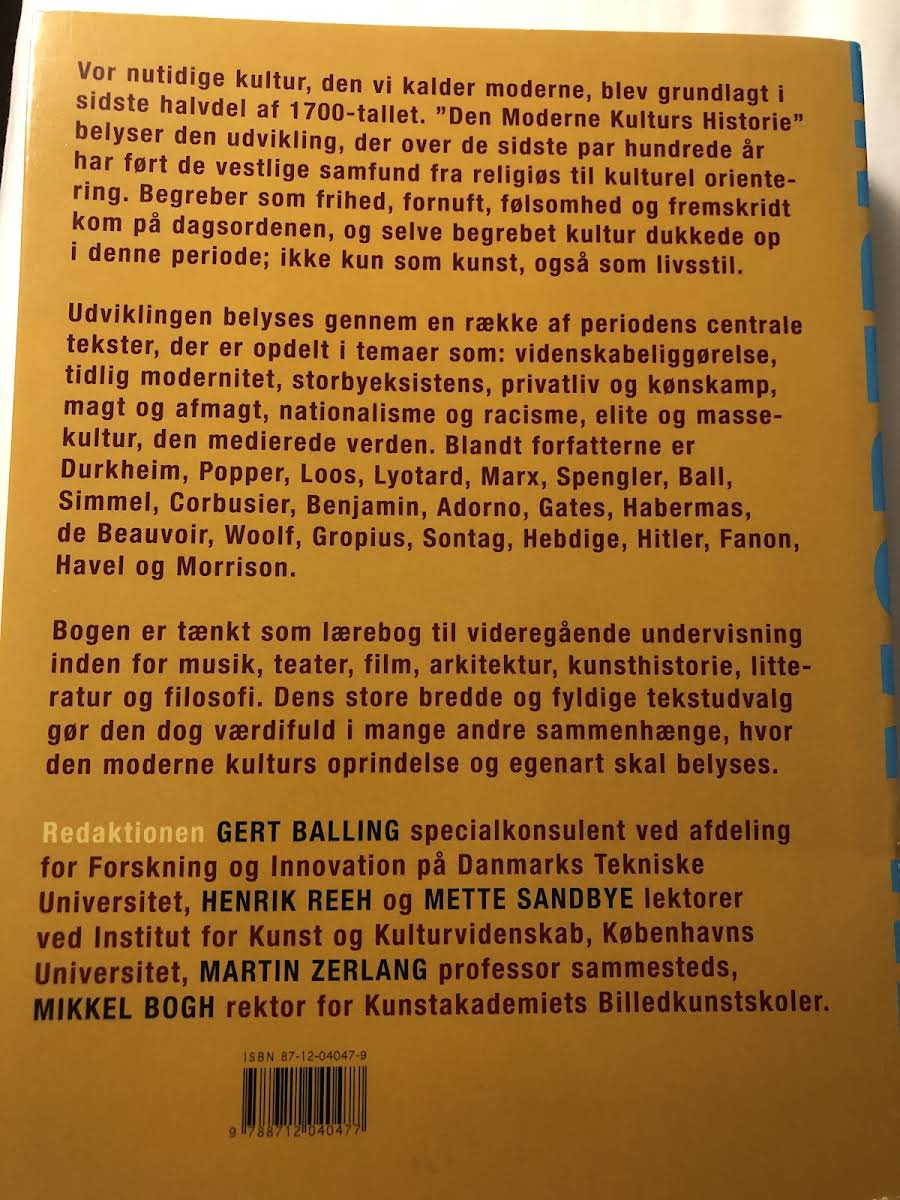 Vor nutidige kultur, den vi kalder moderne, blev grundlagt i
sidste halvdel af 1700-tallet. ”Den Moderne Kulturs Historie”
belyser den udvikling, der over de sidste par hundrede år
har ført de vestlige samfund fra religiøs til kulturel oriente-
ring. Begreber som frihed, fornuft, følsomhed og fremskridt
kom på dagsordenen, og selve begrebet kultur dukkede op
i denne periode; ikke kun som kunst, også som livsstil.
Udviklingen belyses gennem en række af periodens centrale
tekster, der er opdelt i temaer som: videnskabeliggørelse,
tidlig modernitet, storbyeksistens, privatliv og kønskamp,
magt og afmagt, nationalisme og racisme, elite og masse-
kultur, den medierede verden. Blandt forfatterne er
Durkheim, Popper, Loos, Lyotard, Marx, Spengler, Ball,
Simmel, Corbusier, Benjamin, Adorno, Gates, Habermas,
de Beauvoir, Woolf, Gropius, Sontag, Hebdige, Hitler, Fanon,
Havel og Morrison.
Bogen er tænkt som lærebog til videregående undervisning
inden for musik, teater, film, arkitektur, kunsthistorie, litte-
ratur og filosofi. Dens store bredde og fyldige tekstudvalg
gør den dog værdifuld i mange andre sammenhænge, hvor
den moderne kulturs oprindelse og egenart skal belyses.
Redaktionen GERT BALLING specialkonsulent ved afdeling
for Forskning og Innovation på Danmarks Tekniske
Universitet, HENRIK REEH og METTE SANDBYE lektorer
ved Institut for Kunst og Kulturvidenskab, Københavns
Universitet, MARTIN ZERLANG professor sammesteds,
MIKKEL BOGH rektor for Kunstakademiets Billedkunstskoler.
ISBN 87-12-04047-9
9 788712 040477